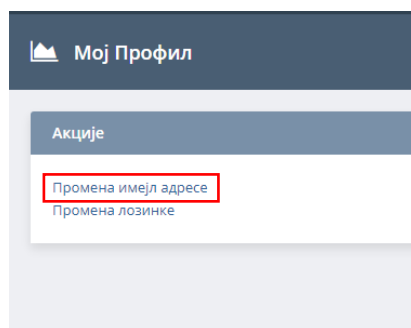 Мој Профил
Акције
Промена имејл адресе
Промена лозинке